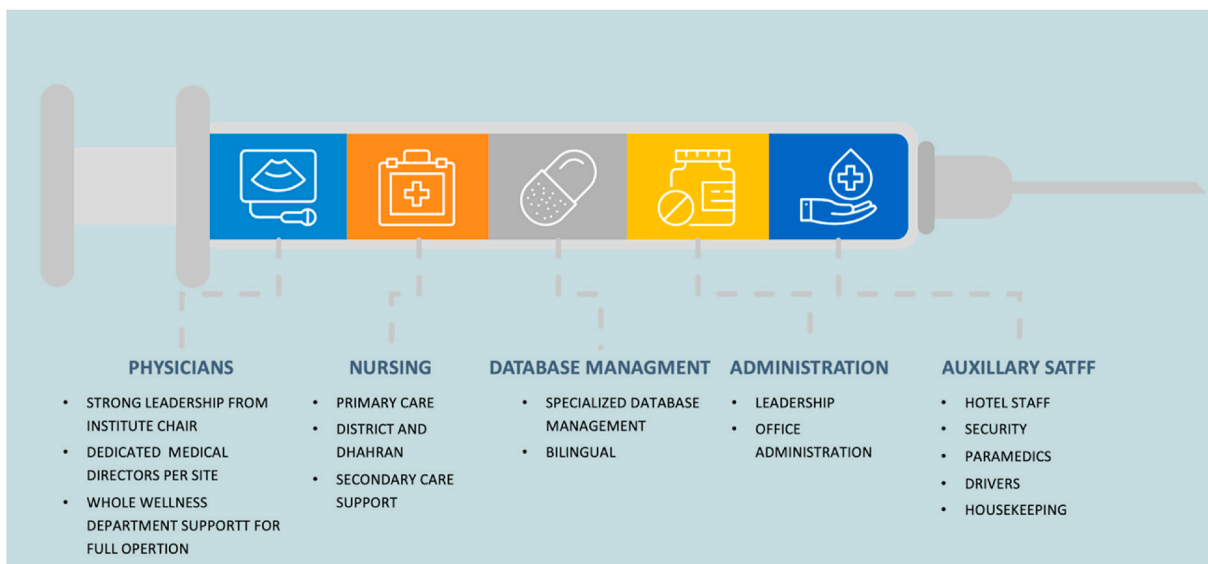 PHYSICIANS
• STRONG LEADERSHIP FROM
INSTITUTE CHAIR
• DEDICATED MEDICAL
DIRECTORS PER SITE
• WHOLE WELLNESS
DEPARTMENT SUPPORTT FOR
FULL OPERTION
NURSING
• PRIMARY CARE
• DISTRICT AND
DHAHRAN
• SECONDARY CARE
SUPPORT
DATABASE MANAGMENT
• SPECIALIZED DATABASE
MANAGEMENT
• BILINGUAL
ADMINISTRATION
• LEADERSHIP
• OFFICE
ADMINISTRATION
AUXILLARY SATFF
• HOTEL STAFF
• SECURITY
• PARAMEDICS
• DRIVERS
• HOUSEKEEPING